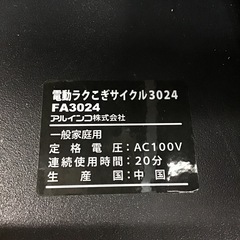 電動ラクこぎサイクル3024
FA3024
アルインコ株式会社
一般家庭用
定格電圧：AC100V
連続使用時間：20分
生産国：中国